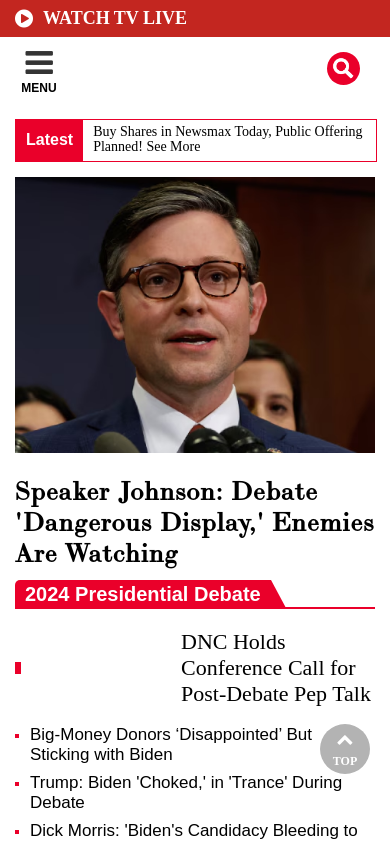 WATCH TV LIVE
MENU
Latest
Buy Shares in Newsmax Today, Public Offering
Planned! See More
Speaker Johnson: Debate
'Dangerous Display,' Enemies
Are Watching
2024 Presidential Debate
DNC Holds
Conference Call for
Post-Debate Pep Talk
Big-Money Donors ‘Disappointed’ But
Sticking with Biden
Trump: Biden 'Choked,' in 'Trance' During
Debate
Dick Morris: 'Biden's Candidacy Bleeding to
TOP